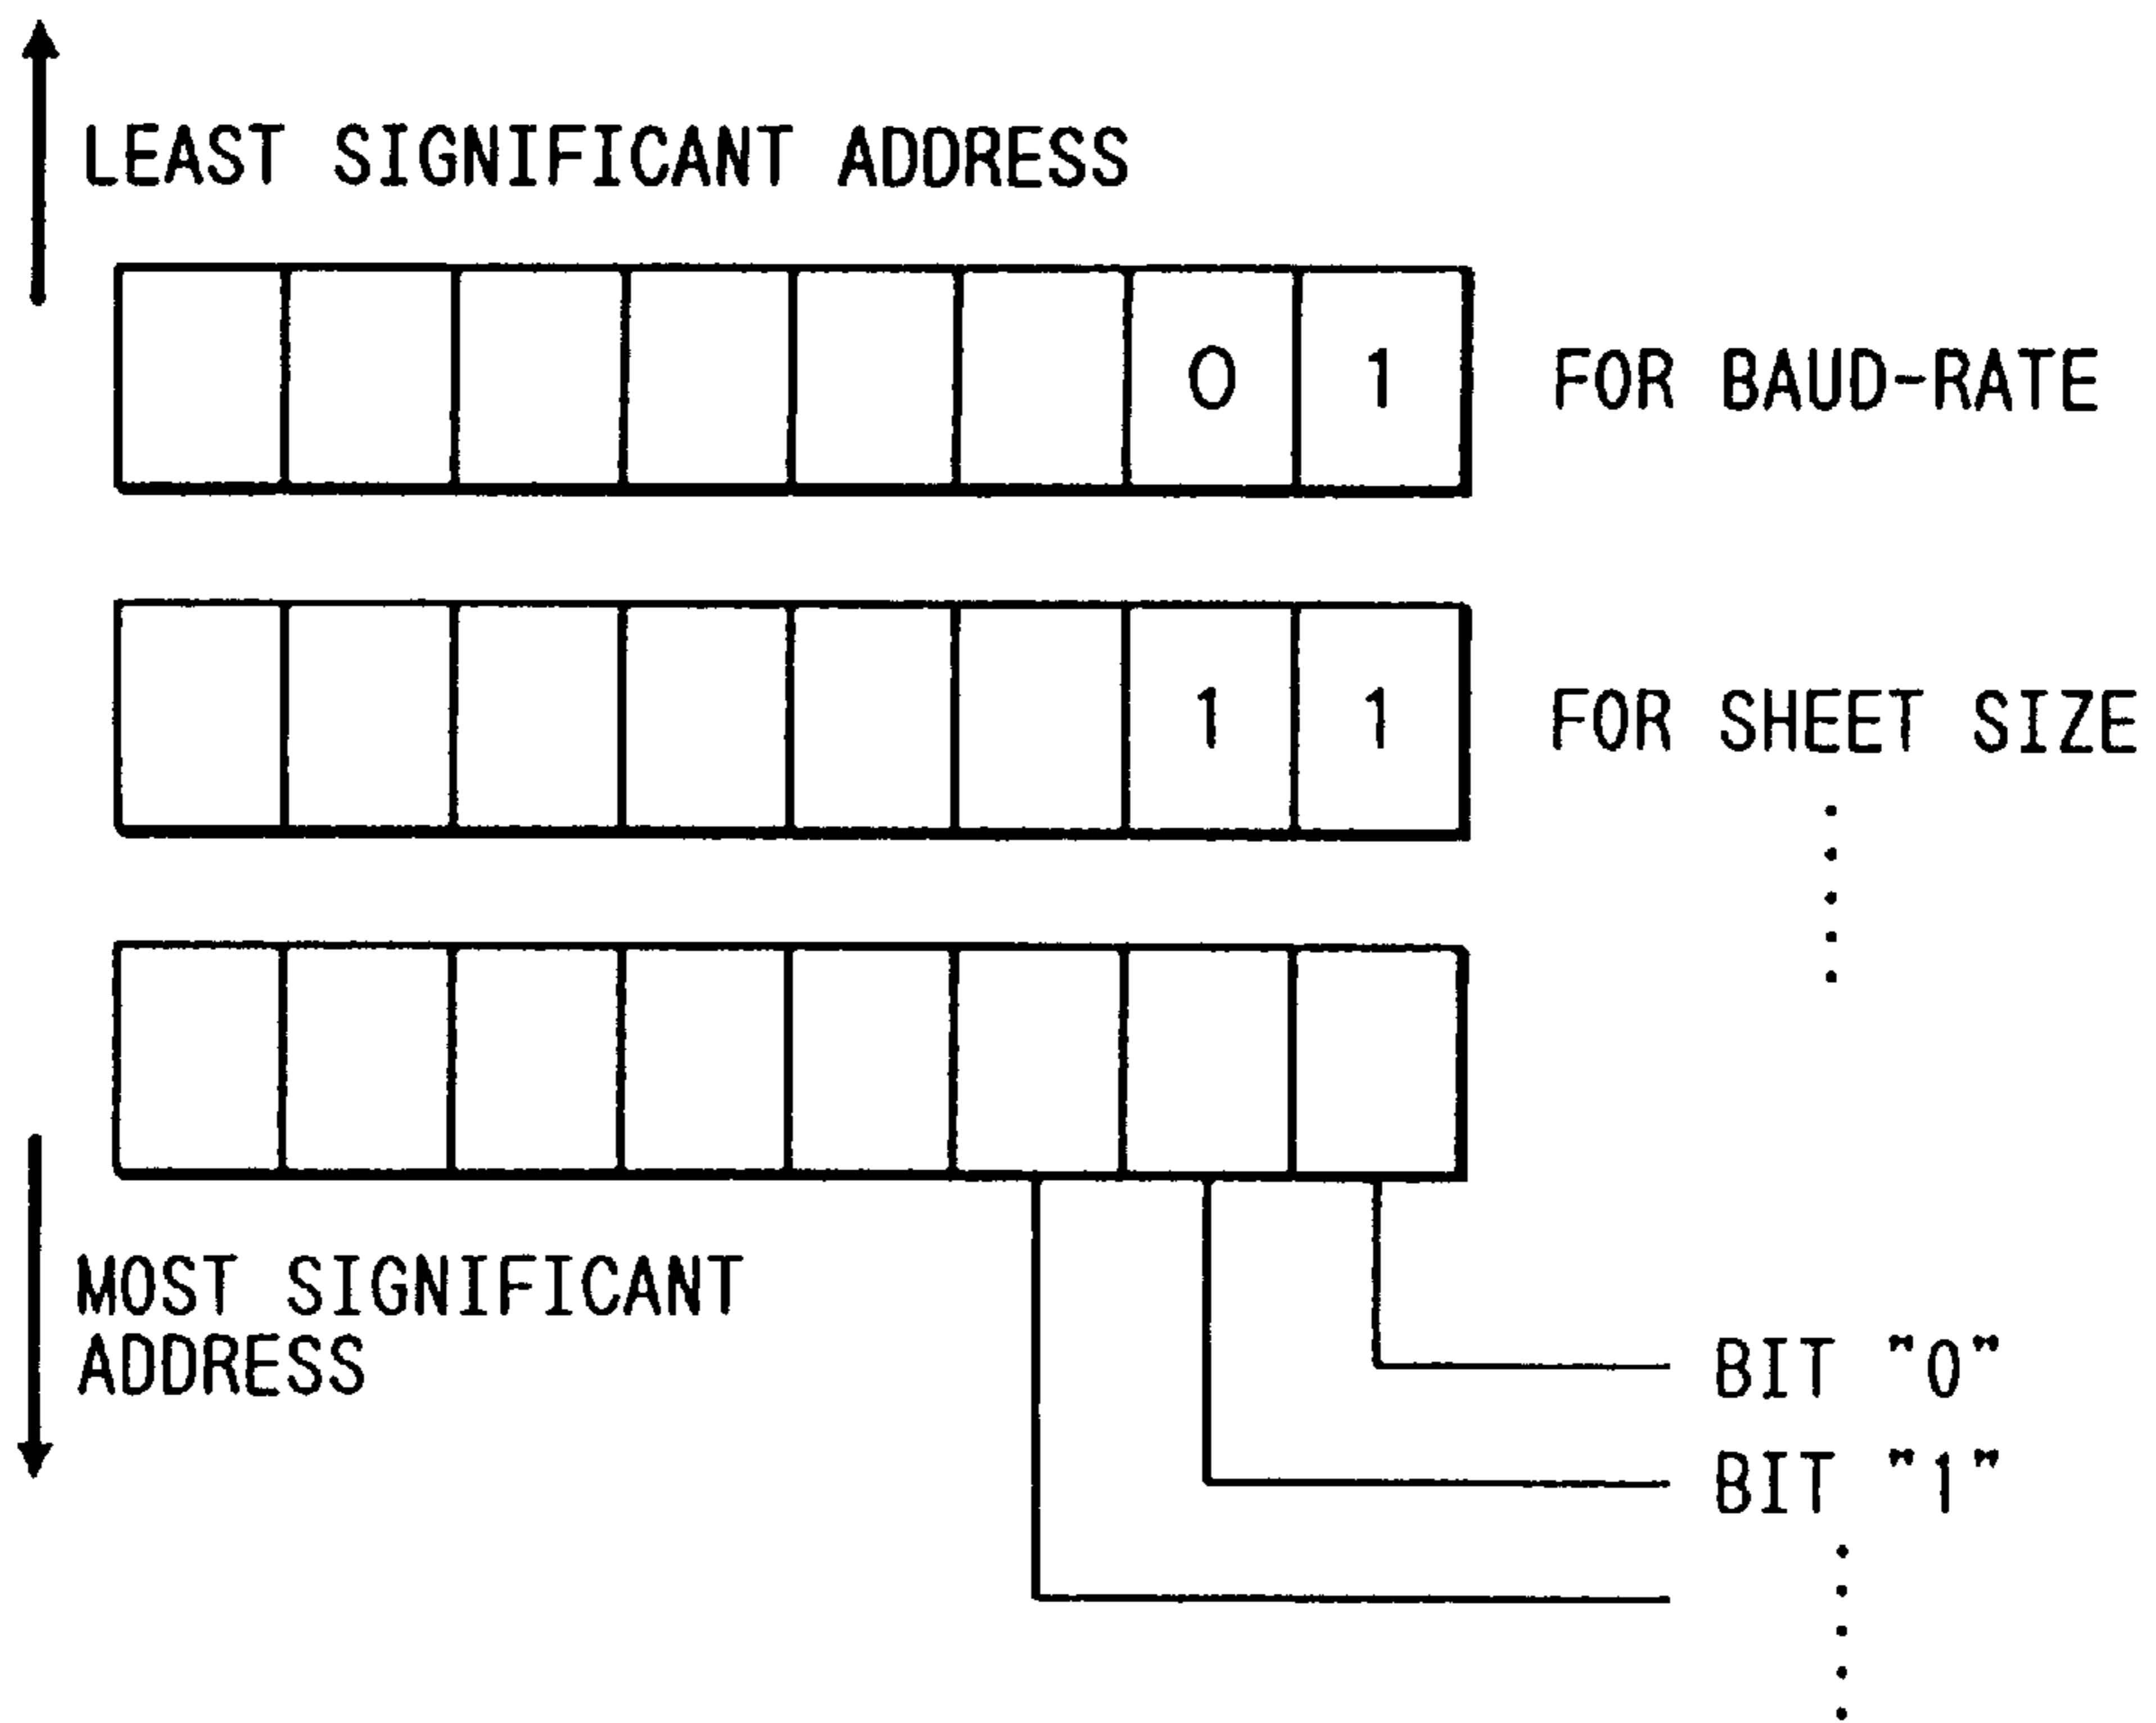 LEAST SIGNIFICANT ADDRESS
0 1 FOR BAUD-RATE
1 1 FOR SHEET SIZE
MOST SIGNIFICANT
ADDRESS
BIT "0"
BIT "1"